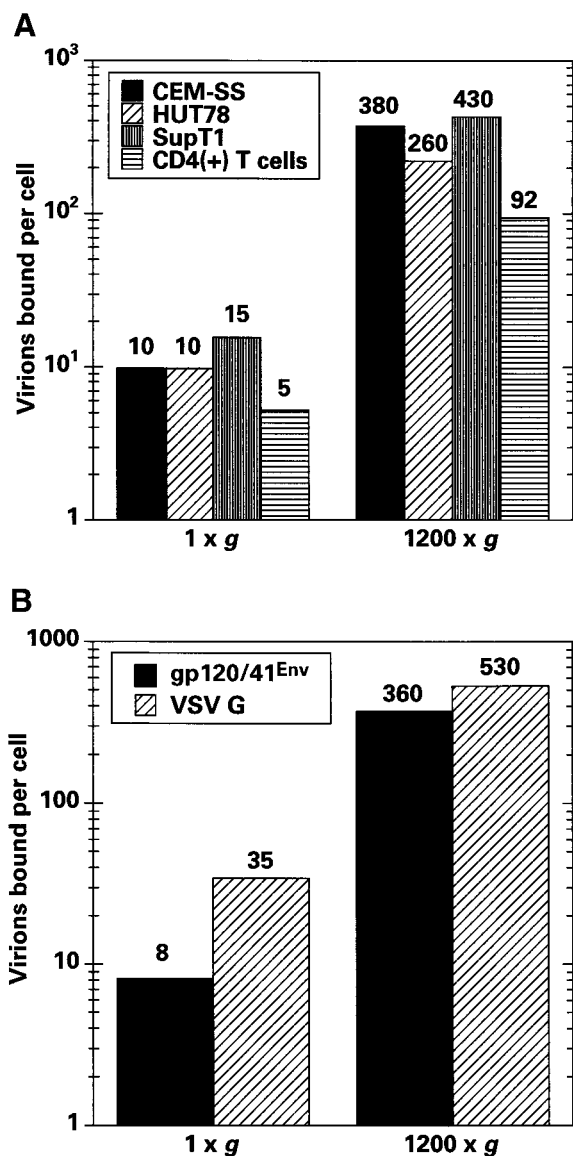 A
Virions bound per cell
10³
10²
10¹
1
CEM-SS
HUT78
SupT1
CD4(+) T cells
10
10
15
5
380
260
430
92
1 x g
1200 x g
B
Virions bound per cell
1000
100
10
1
gp120/41ᴱⁿᵛ
VSV G
8
35
360
530
1 x g
1200 x g